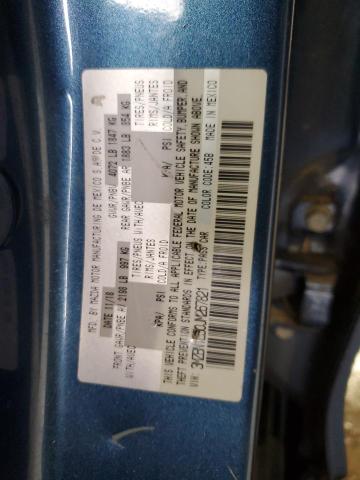 MFD. BY MAZDA MOTOR MANUFACTURING DE MEXICO S.A. DE C.V.
DATE 11/18 GVWR/PNBV 4072 LB 1847 KG
FRONT GAWR/PNBE AV 2198 LB 997 KG REAR GAWR/PNBE AR 1883 LB 854 KG
WITH/AVEC TIRES/PNEUS WITH/AVEC TIRES/PNEUS
RIMS/JANTES RIMS/JANTES
KPA/ PSI COLD/A FROID KPA/ PSI COLD/A FROID
THIS VEHICLE CONFORMS TO ALL APPLICABLE FEDERAL MOTOR VEHICLE SAFETY, BUMPER, AND
THEFT PREVENTION STANDARDS IN EFFECT ON THE DATE OF MANUFACTURE SHOWN ABOVE.
VIN: TYPE: PASS CAR COLOR CODE: 45B MADE IN MEXICO